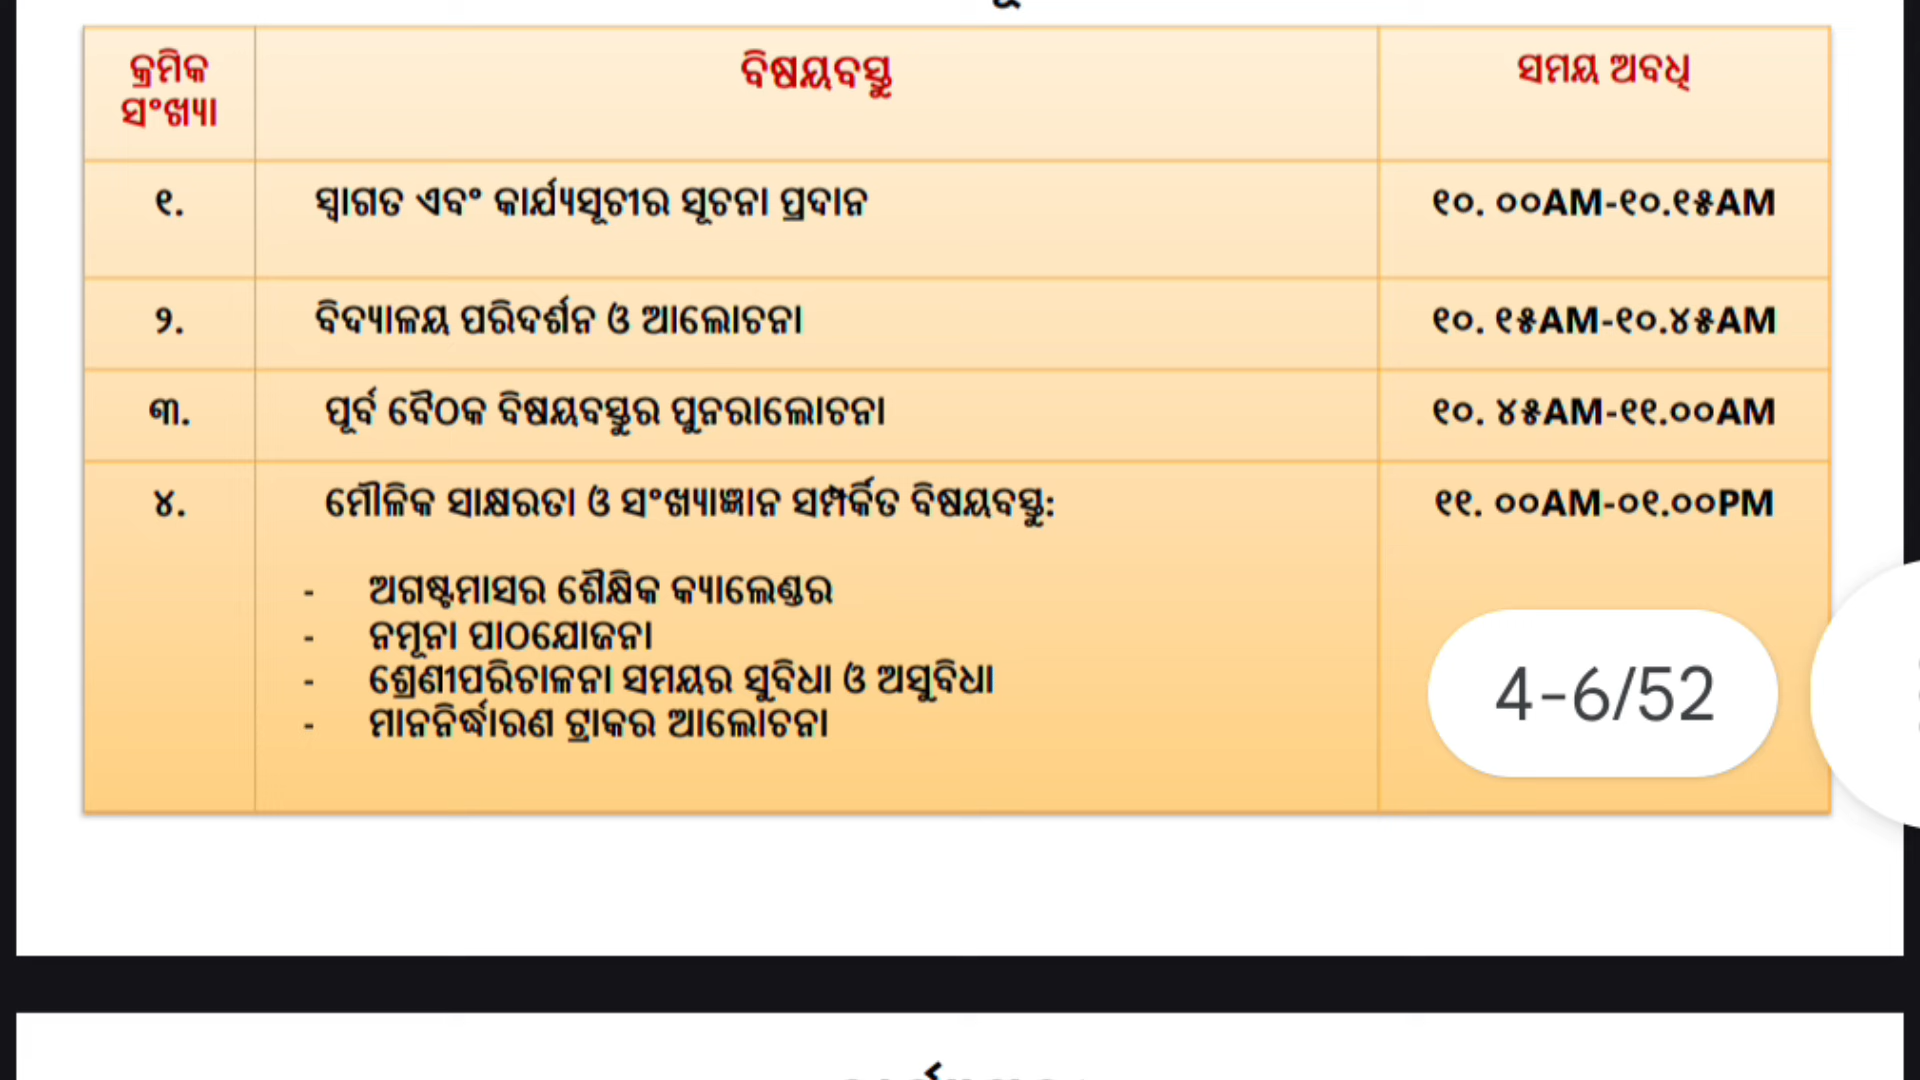 କ୍ରମିକ ସଂଖ୍ୟା	ବିଷୟବସ୍ତୁ	ସମୟ ଅବଧି
୧.	ସ୍ୱାଗତ ଏବଂ କାର୍ଯ୍ୟସୂଚୀର ସୂଚନା ପ୍ରଦାନ	୧୦. ୦୦AM-୧୦.୧୫AM
୨.	ବିଦ୍ୟାଳୟ ପରିଦର୍ଶନ ଓ ଆଲୋଚନା	୧୦. ୧୫AM-୧୦.୪୫AM
୩.	ପୂର୍ବ ବୈଠକ ବିଷୟବସ୍ତୁର ପୁନରାଲୋଚନା	୧୦. ୪୫AM-୧୧.୦୦AM
୪.	ମୌଳିକ ସାକ୍ଷରତା ଓ ସଂଖ୍ୟାଜ୍ଞାନ ସମ୍ପର୍କିତ ବିଷୟବସ୍ତୁ:	୧୧. ୦୦AM-୦୧.୦୦PM
- ଅଗଷ୍ଟମାସର ଶୈକ୍ଷିକ କ୍ୟାଲେଣ୍ଡର
- ନମୂନା ପାଠଯୋଜନା
- ଶ୍ରେଣୀପରିଚାଳନା ସମୟର ସୁବିଧା ଓ ଅସୁବିଧା
- ମାନନିର୍ଦ୍ଧାରଣ ଟ୍ରାକର ଆଲୋଚନା
4-6/52